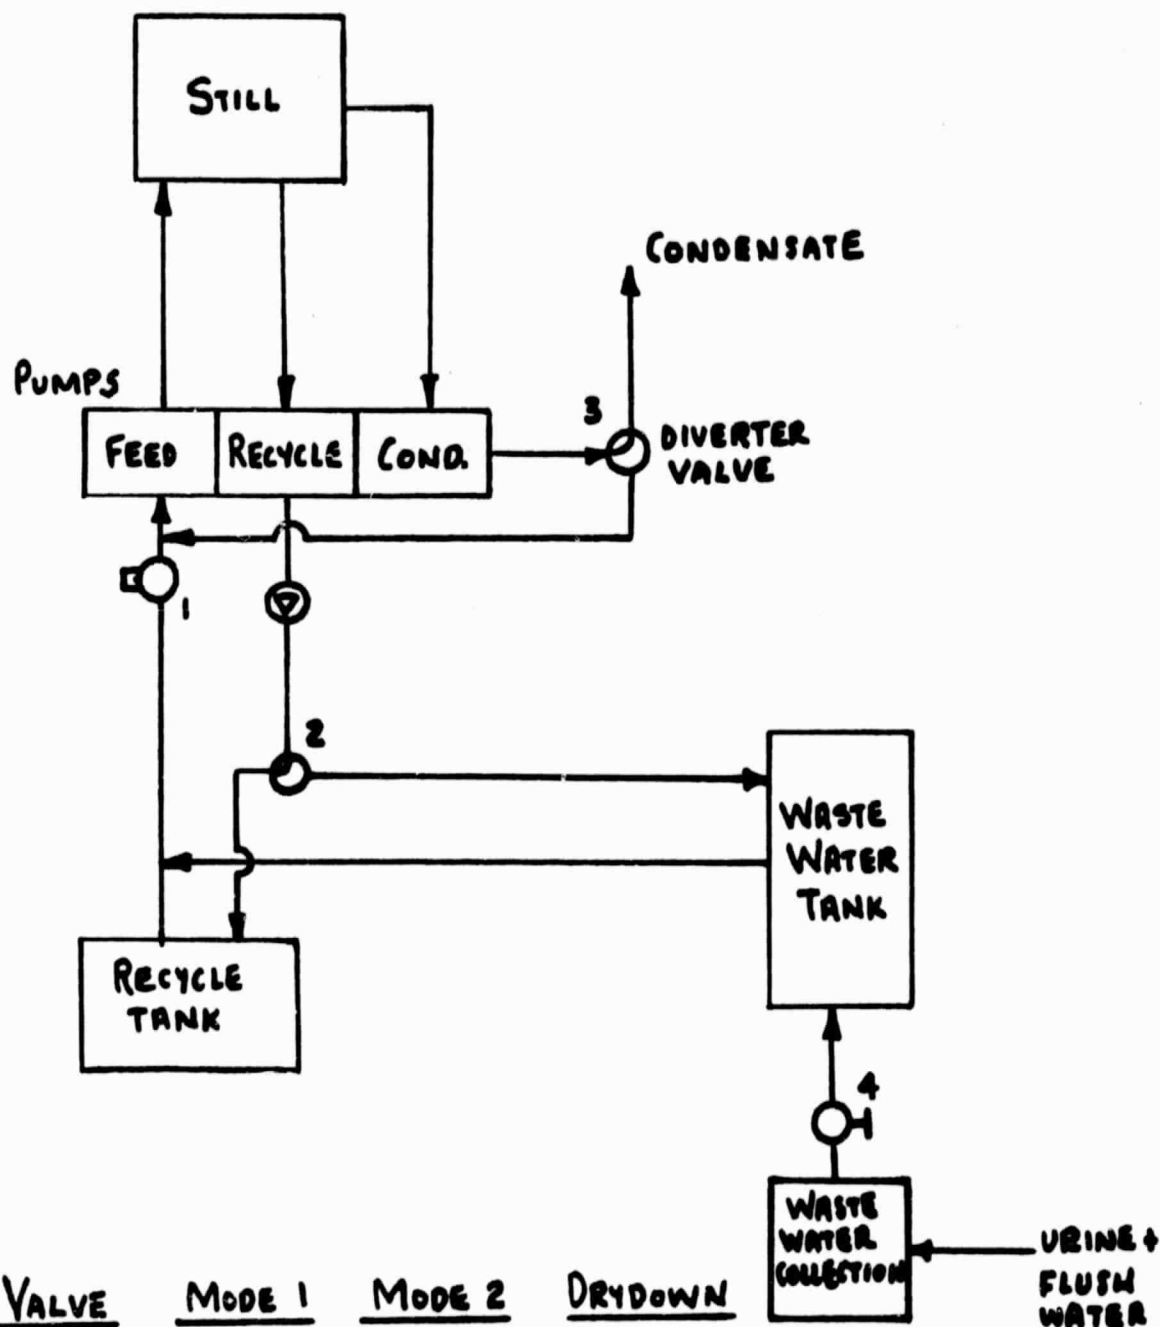 STILL
CONDENSATE
PUMPS
FEED
RECYCLE
COND.
3
DIVERTER
VALVE
1
2
WASTE
WATER
TANK
RECYCLE
TANK
4
WASTE
WATER
COLLECTION
URINE +
FLUSH
WATER
VALVE MODE 1 MODE 2 DRYDOWN